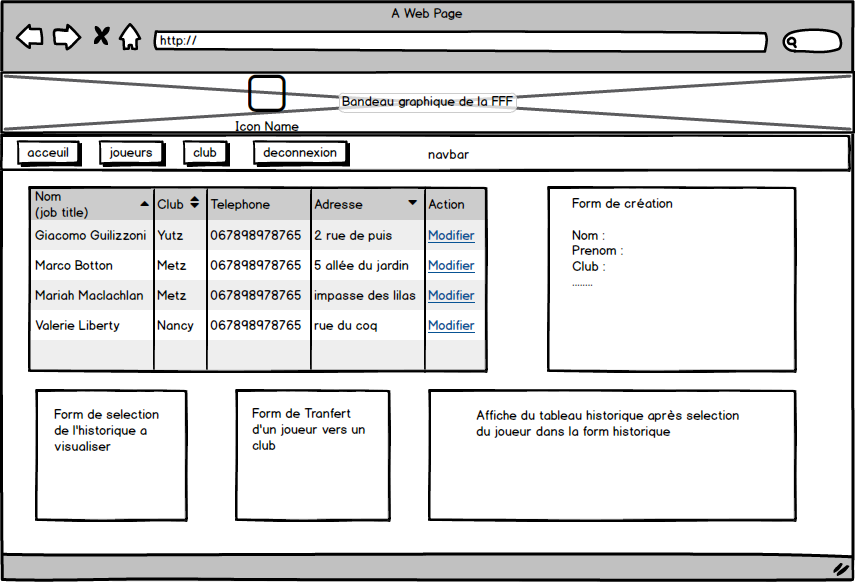 A Web Page
http://
Bandeau graphique de la FFF
Icon Name
acceuil joueurs club deconnexion navbar
Nom
(job title) Club Telephone Adresse Action
Giacomo Guilizzoni Yutz 067898978765 2 rue de puis Modifier
Marco Botton Metz 067898978765 5 allée du jardin Modifier
Mariah Maclachlan Metz 067898978765 impasse des lilas Modifier
Valerie Liberty Nancy 067898978765 rue du coq Modifier
Form de création
Nom :
Prenom :
Club :
........
Form de selection
de l'historique a
visualiser
Form de Tranfert
d'un joueur vers un
club
Affiche du tableau historique après selection
du joueur dans la form historique